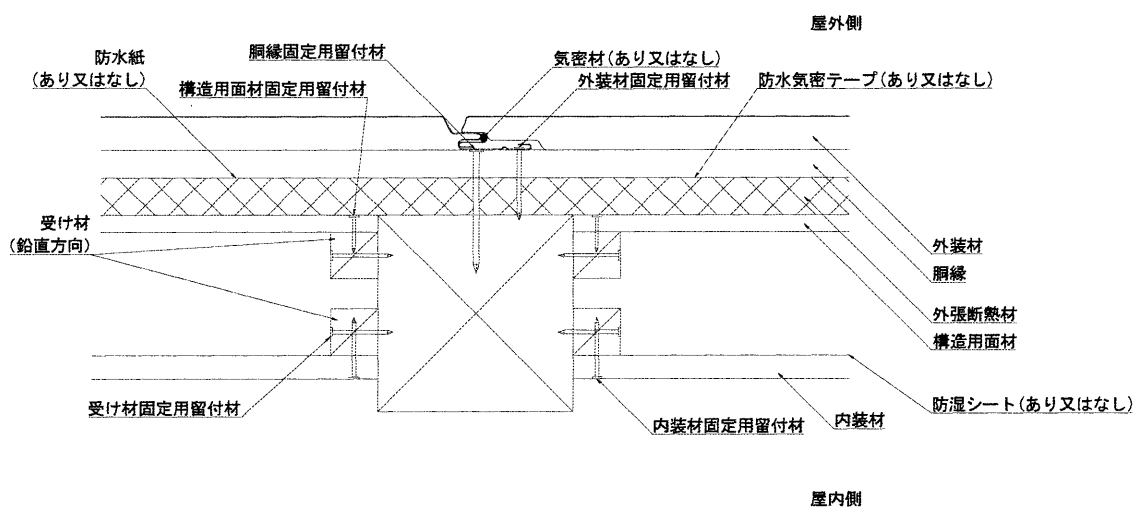 屋外側
胴縁固定用留付材
気密材(あり又はなし)
防水紙
(あり又はなし)
構造用面材固定用留付材
外装材固定用留付材
防水気密テープ(あり又はなし)
受け材
(鉛直方向)
外装材
胴縁
外張断熱材
構造用面材
防湿シート(あり又はなし)
受け材固定用留付材
内装材固定用留付材
内装材
屋内側